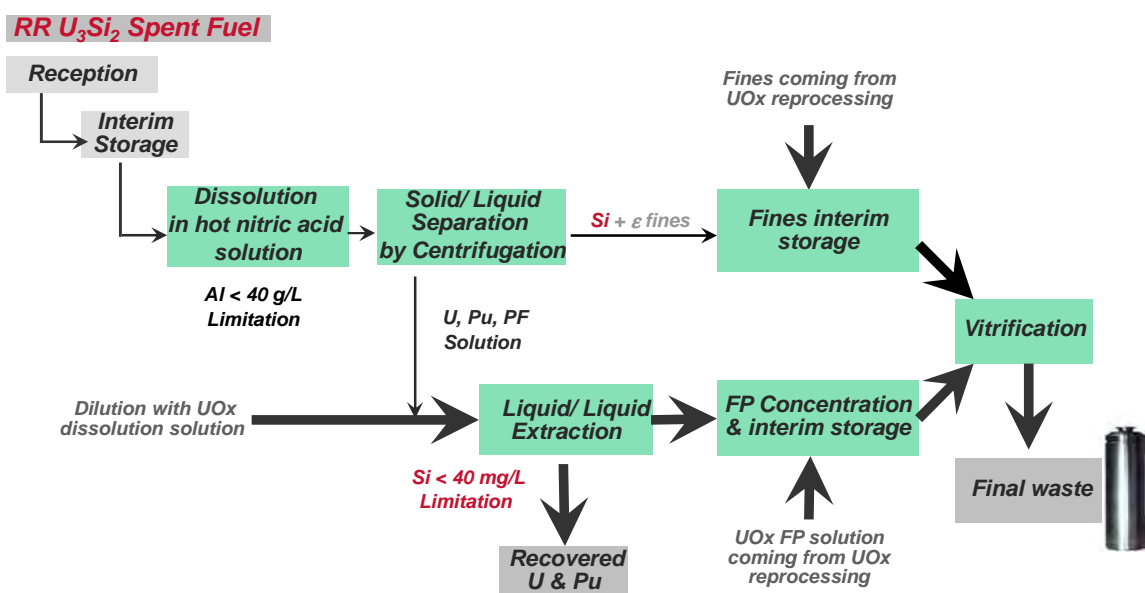 RR U₃Si₂ Spent Fuel
Reception
Interim
Storage
Fines coming from
UOx reprocessing
Dissolution
in hot nitric acid
solution
Solid/ Liquid
Separation
by Centrifugation
Si + ε fines
Fines interim
storage
Al < 40 g/L
Limitation
U, Pu, PF
Solution
Vitrification
Dilution with UOx
dissolution solution
Liquid/ Liquid
Extraction
FP Concentration
& interim storage
Si < 40 mg/L
Limitation
Final waste
Recovered
U & Pu
UOx FP solution
coming from UOx
reprocessing